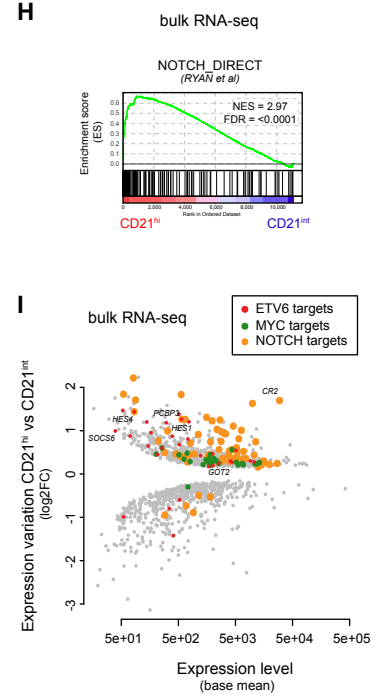 H
bulk RNA-seq
NOTCH_DIRECT
(RYAN et al)
Enrichment score
(ES)
0.6
0.5
0.4
0.3
0.2
0.1
0.0
NES = 2.97
FDR = <0.0001
0 2,000 4,000 6,000 8,000 10,000
Rank in Ordered Dataset
CD21hi CD21int
I
bulk RNA-seq
ETV6 targets
MYC targets
NOTCH targets
Expression variation CD21hi vs CD21int
(log2FC)
2
1
0
-1
-2
-3
HES4
PCBP3
HES1
SOCS6
CR2
GOT2
5e+01 5e+02 5e+03 5e+04 5e+05
Expression level
(base mean)